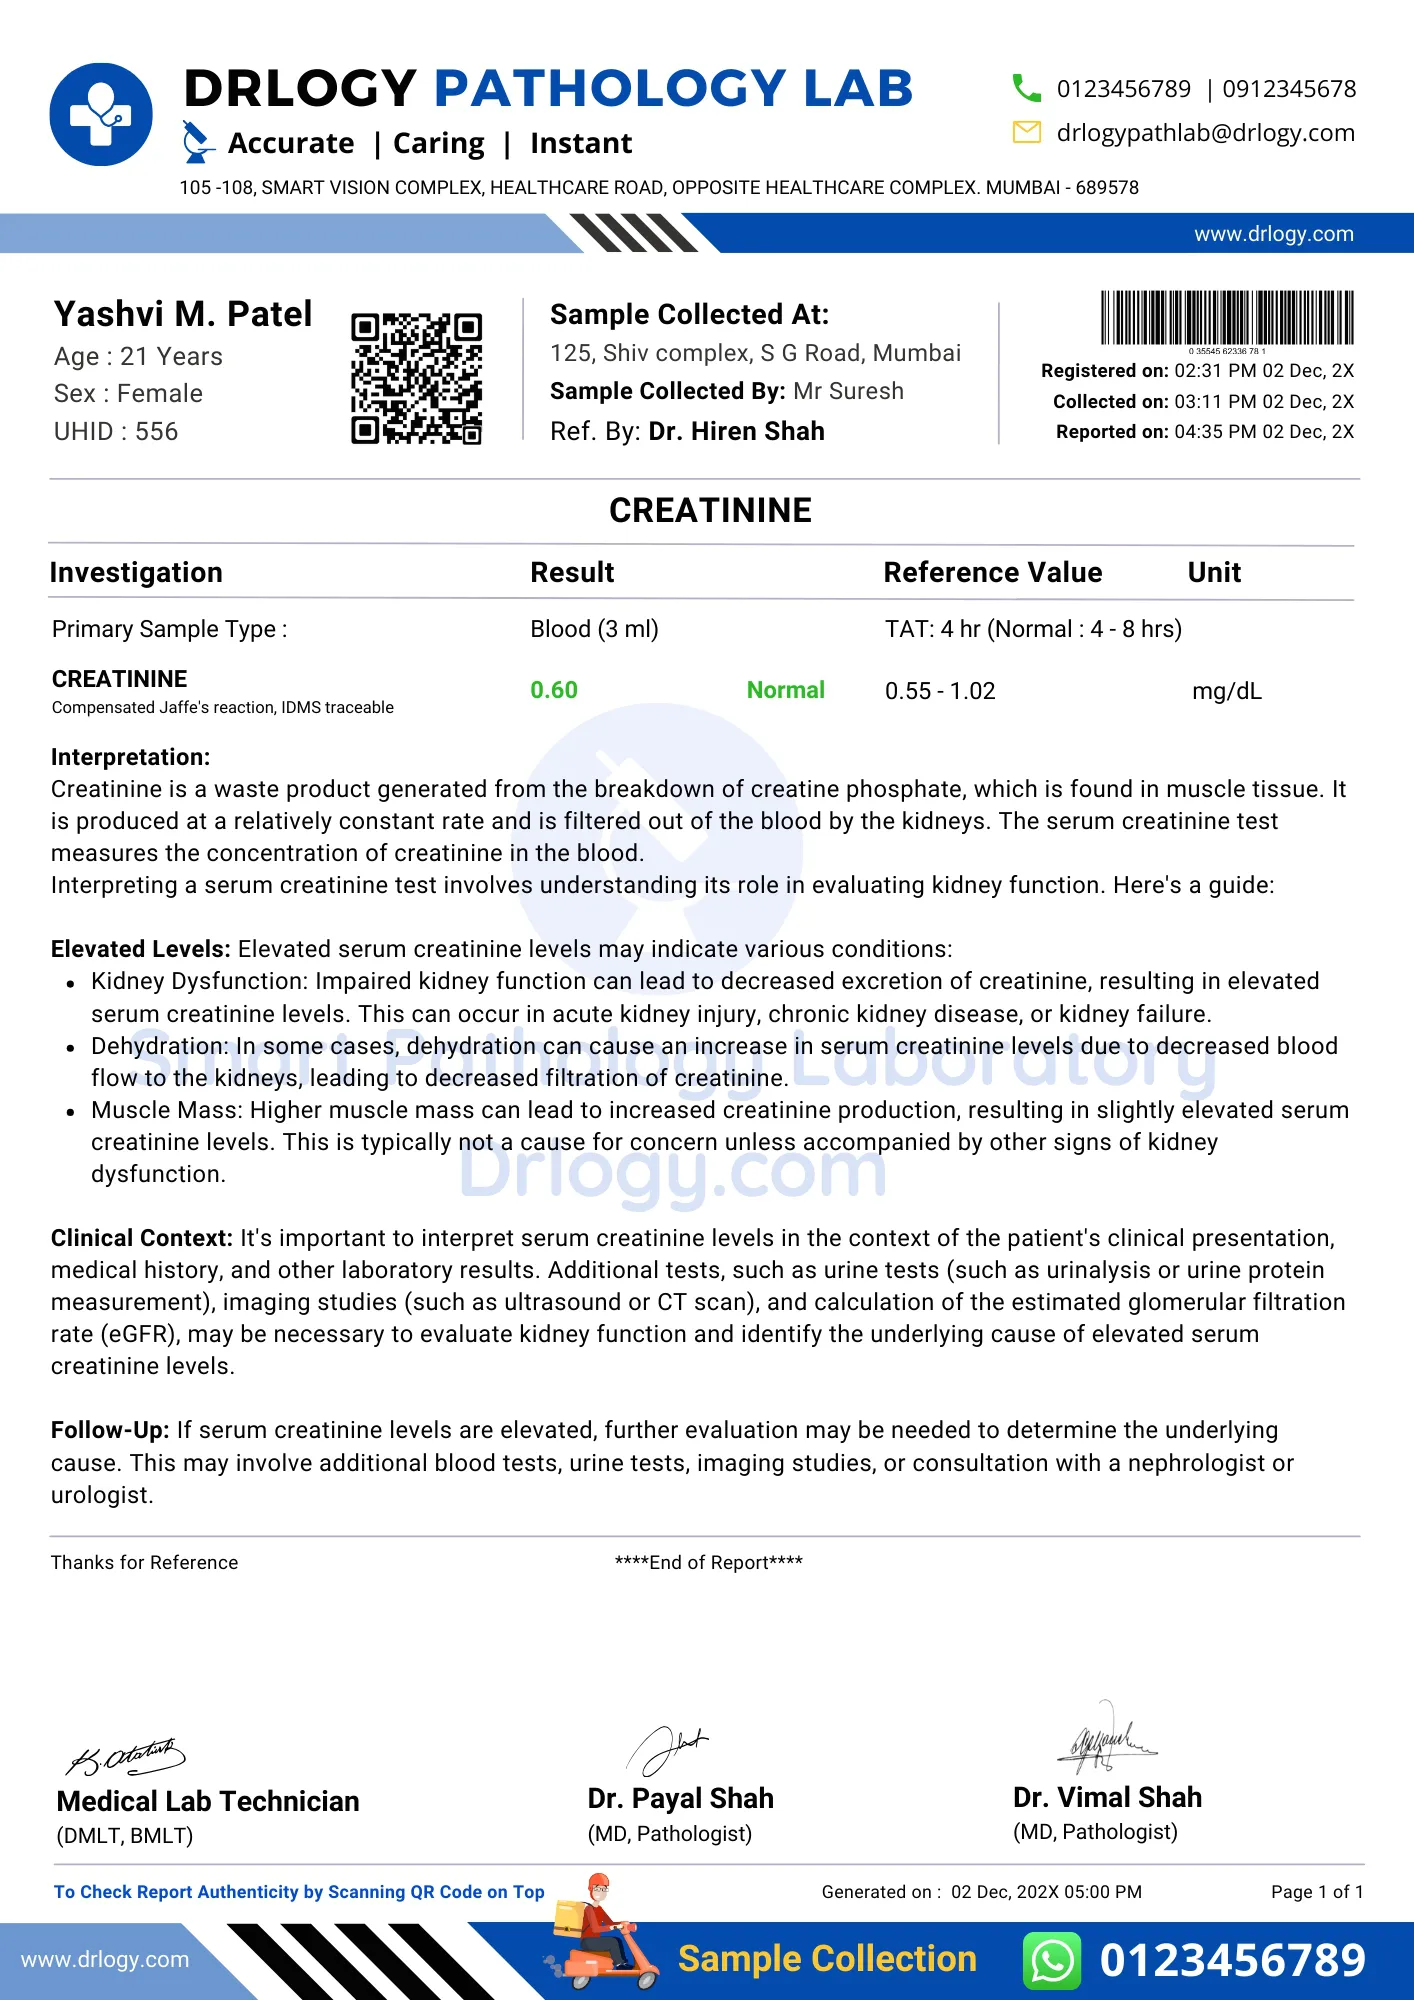 DRLOGY PATHOLOGY LAB
Accurate | Caring | Instant
0123456789 | 0912345678
drlogypathlab@drlogy.com
105 -108, SMART VISION COMPLEX, HEALTHCARE ROAD, OPPOSITE HEALTHCARE COMPLEX. MUMBAI - 689578
www.drlogy.com
Yashvi M. Patel
Age : 21 Years
Sex : Female
UHID : 556
Sample Collected At:
125, Shiv complex, S G Road, Mumbai
Sample Collected By: Mr Suresh
Ref. By: Dr. Hiren Shah
0 35545 62336 78 1
Registered on: 02:31 PM 02 Dec, 2X
Collected on: 03:11 PM 02 Dec, 2X
Reported on: 04:35 PM 02 Dec, 2X
CREATININE
Investigation Result Reference Value Unit
Primary Sample Type : Blood (3 ml) TAT: 4 hr (Normal : 4 - 8 hrs)
CREATININE 0.60 Normal 0.55 - 1.02 mg/dL
Compensated Jaffe's reaction, IDMS traceable
Interpretation:
Creatinine is a waste product generated from the breakdown of creatine phosphate, which is found in muscle tissue. It
is produced at a relatively constant rate and is filtered out of the blood by the kidneys. The serum creatinine test
measures the concentration of creatinine in the blood.
Interpreting a serum creatinine test involves understanding its role in evaluating kidney function. Here's a guide:
Elevated Levels: Elevated serum creatinine levels may indicate various conditions:
• Kidney Dysfunction: Impaired kidney function can lead to decreased excretion of creatinine, resulting in elevated
serum creatinine levels. This can occur in acute kidney injury, chronic kidney disease, or kidney failure.
• Dehydration: In some cases, dehydration can cause an increase in serum creatinine levels due to decreased blood
flow to the kidneys, leading to decreased filtration of creatinine.
• Muscle Mass: Higher muscle mass can lead to increased creatinine production, resulting in slightly elevated serum
creatinine levels. This is typically not a cause for concern unless accompanied by other signs of kidney
dysfunction.
Smart Pathology Laboratory
Drlogy.com
Clinical Context: It's important to interpret serum creatinine levels in the context of the patient's clinical presentation,
medical history, and other laboratory results. Additional tests, such as urine tests (such as urinalysis or urine protein
measurement), imaging studies (such as ultrasound or CT scan), and calculation of the estimated glomerular filtration
rate (eGFR), may be necessary to evaluate kidney function and identify the underlying cause of elevated serum
creatinine levels.
Follow-Up: If serum creatinine levels are elevated, further evaluation may be needed to determine the underlying
cause. This may involve additional blood tests, urine tests, imaging studies, or consultation with a nephrologist or
urologist.
Thanks for Reference ****End of Report****
Medical Lab Technician
(DMLT, BMLT)
Dr. Payal Shah
(MD, Pathologist)
Dr. Vimal Shah
(MD, Pathologist)
To Check Report Authenticity by Scanning QR Code on Top
Generated on : 02 Dec, 202X 05:00 PM
Page 1 of 1
www.drlogy.com
Sample Collection
0123456789